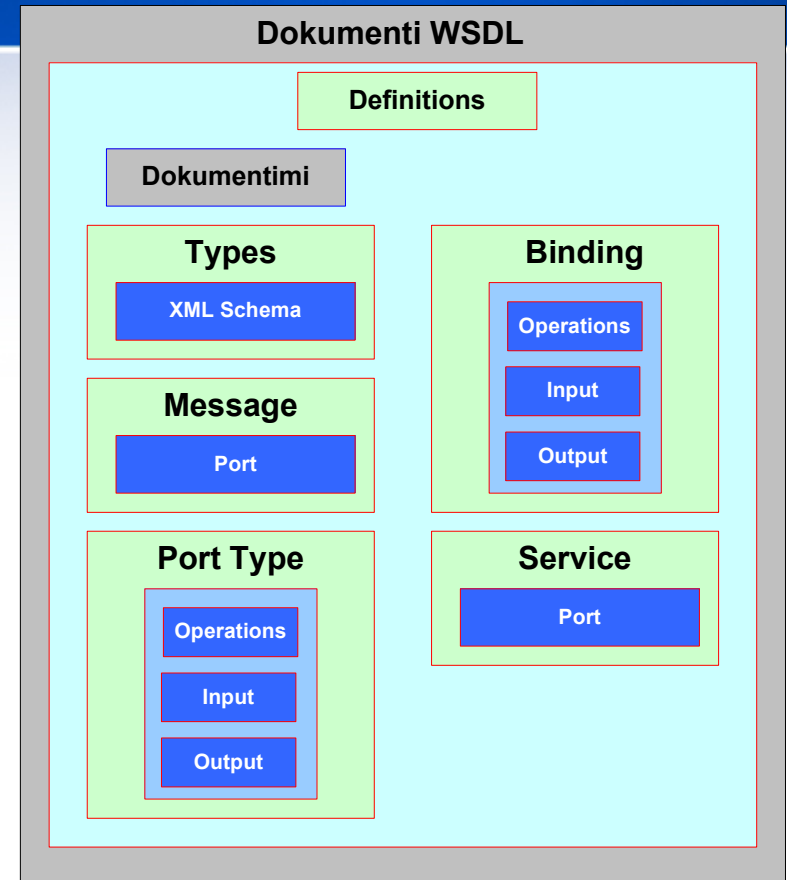 Dokumenti WSDL
Definitions
Dokumentimi
Types
XML Schema
Message
Port
Port Type
Operations
Input
Output
Binding
Operations
Input
Output
Service
Port